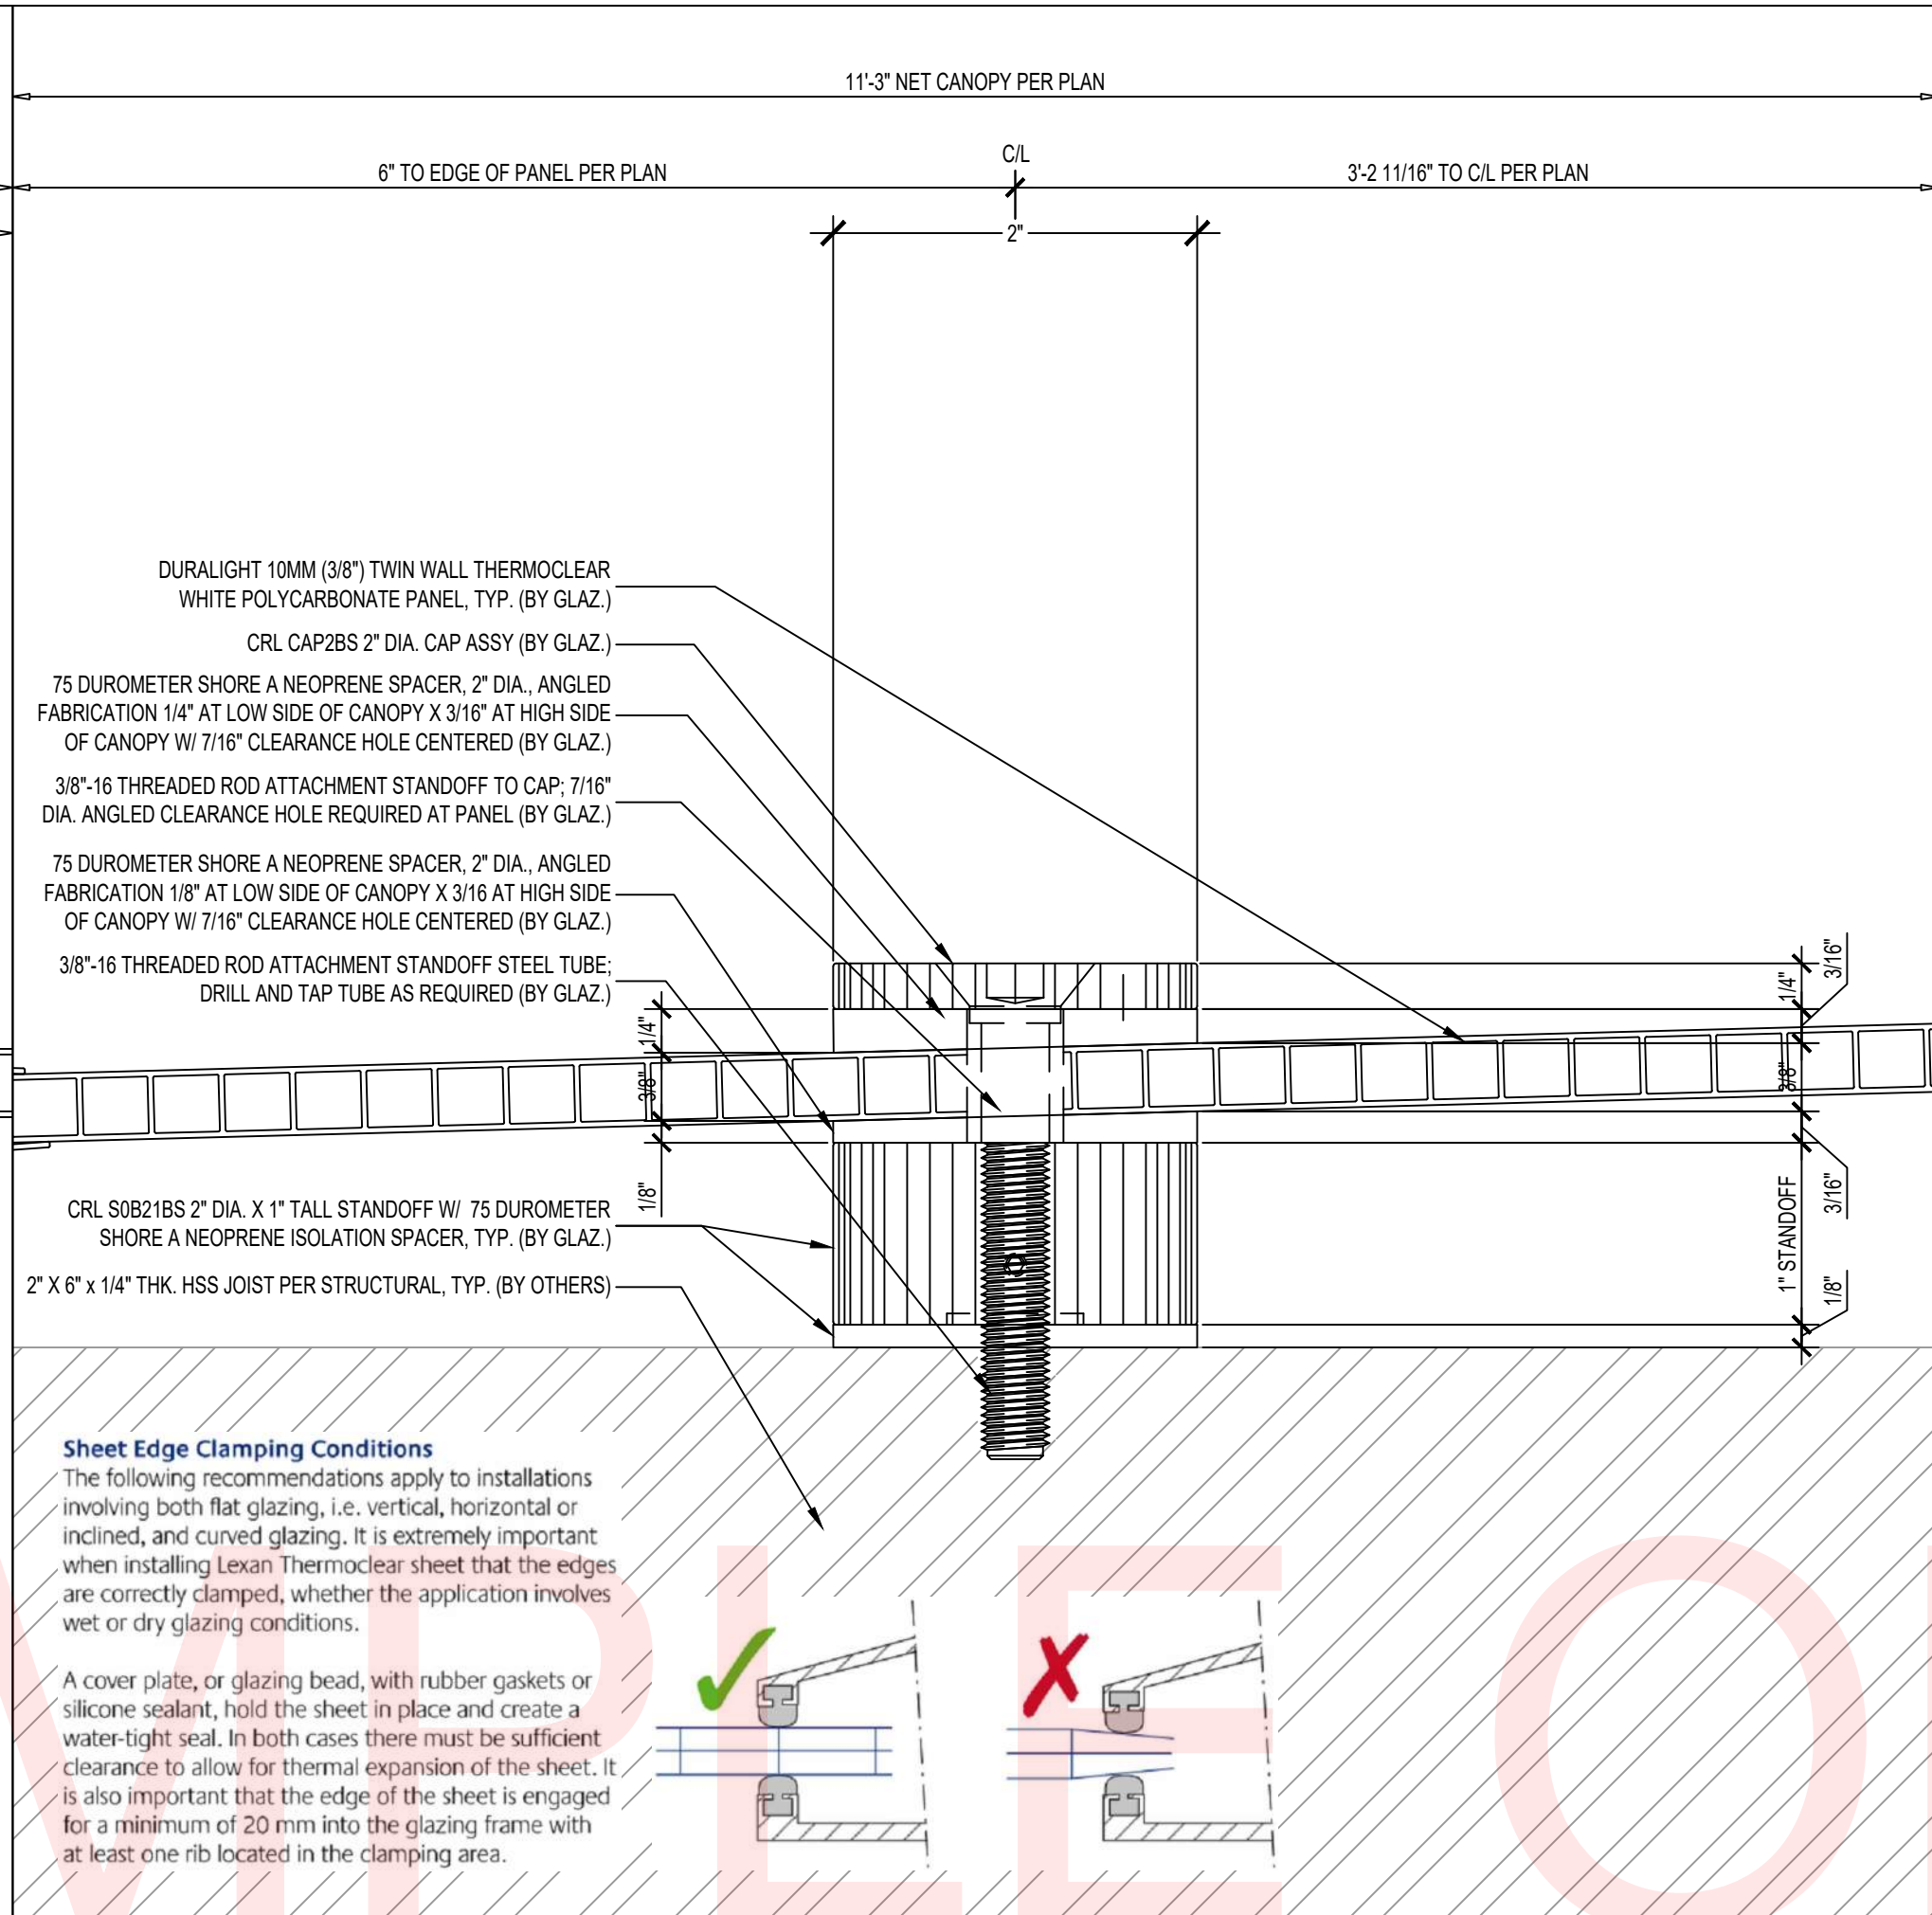 11'-3" NET CANOPY PER PLAN
C/L
6" TO EDGE OF PANEL PER PLAN
3'-2 11/16" TO C/L PER PLAN
2"
DURALIGHT 10MM (3/8") TWIN WALL THERMOCLEAR
WHITE POLYCARBONATE PANEL, TYP. (BY GLAZ.)
CRL CAP2BS 2" DIA. CAP ASSY (BY GLAZ.)
75 DUROMETER SHORE A NEOPRENE SPACER, 2" DIA., ANGLED
FABRICATION 1/4" AT LOW SIDE OF CANOPY X 3/16" AT HIGH SIDE
OF CANOPY W/ 7/16" CLEARANCE HOLE CENTERED (BY GLAZ.)
3/8"-16 THREADED ROD ATTACHMENT STANDOFF TO CAP; 7/16"
DIA. ANGLED CLEARANCE HOLE REQUIRED AT PANEL (BY GLAZ.)
75 DUROMETER SHORE A NEOPRENE SPACER, 2" DIA., ANGLED
FABRICATION 1/8" AT LOW SIDE OF CANOPY X 3/16 AT HIGH SIDE
OF CANOPY W/ 7/16" CLEARANCE HOLE CENTERED (BY GLAZ.)
3/8"-16 THREADED ROD ATTACHMENT STANDOFF STEEL TUBE;
DRILL AND TAP TUBE AS REQUIRED (BY GLAZ.)
1/4"
3/8"
1/8"
1/4"
3/16"
3/8"
3/16"
1" STANDOFF
1/8"
CRL S0B21BS 2" DIA. X 1" TALL STANDOFF W/ 75 DUROMETER
SHORE A NEOPRENE ISOLATION SPACER, TYP. (BY GLAZ.)
2" X 6" x 1/4" THK. HSS JOIST PER STRUCTURAL, TYP. (BY OTHERS)
Sheet Edge Clamping Conditions
The following recommendations apply to installations
involving both flat glazing, i.e. vertical, horizontal or
inclined, and curved glazing. It is extremely important
when installing Lexan Thermoclear sheet that the edges
are correctly clamped, whether the application involves
wet or dry glazing conditions.
A cover plate, or glazing bead, with rubber gaskets or
silicone sealant, hold the sheet in place and create a
water-tight seal. In both cases there must be sufficient
clearance to allow for thermal expansion of the sheet. It
is also important that the edge of the sheet is engaged
for a minimum of 20 mm into the glazing frame with
at least one rib located in the clamping area.
MPLE O